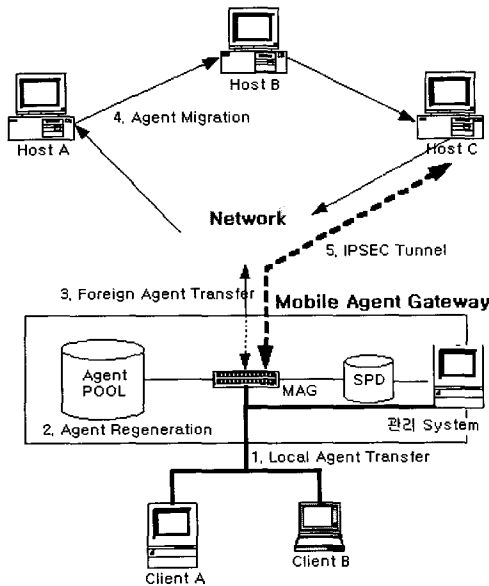 Host B
4, Agent Migration
Host A
Host C
Network
5, IPSEC Tunnel
3, Foreign Agent Transfer
Mobile Agent Gateway
Agent
POOL
SPD
MAG
2, Agent Regeneration
관리 System
1, Local Agent Transfer
Client A
Client B